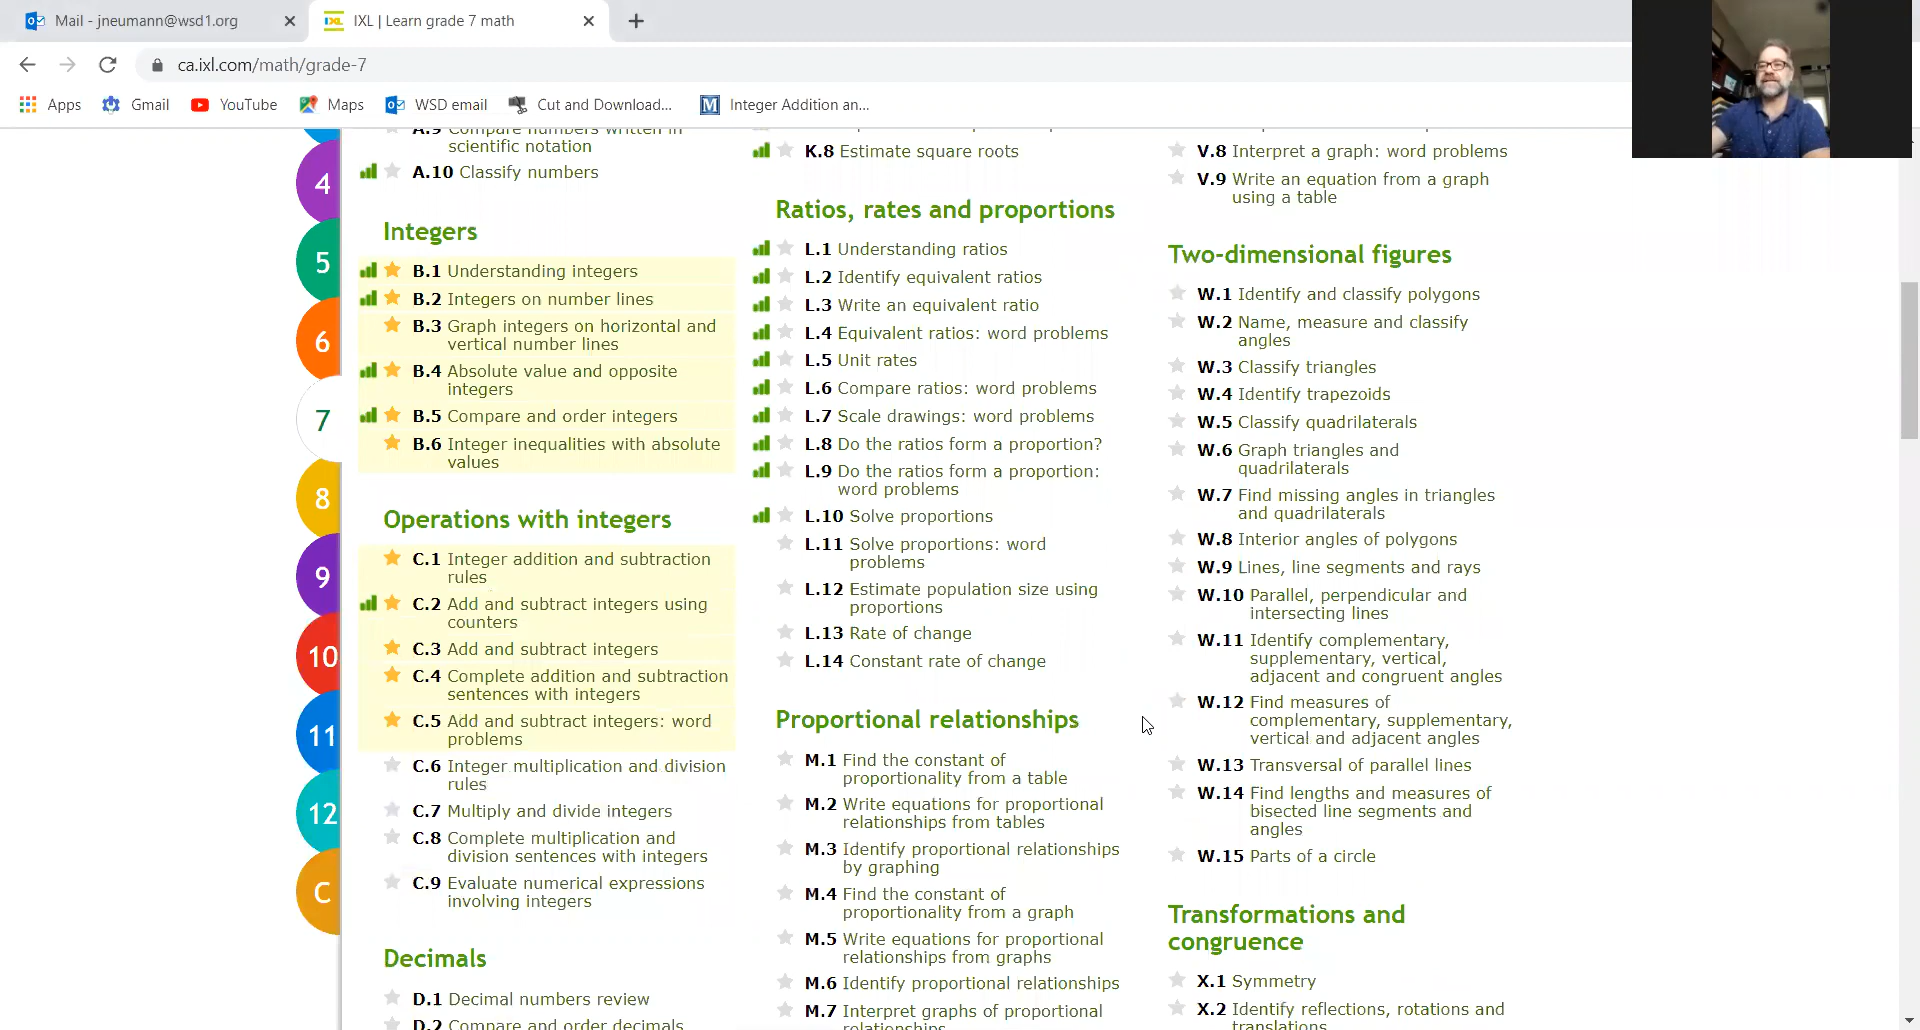 Mail - jneumann@wsd1.org
IXL | Learn grade 7 math
ca.ixl.com/math/grade-7
Apps
Gmail
YouTube
Maps
WSD email
Cut and Download...
M
Integer Addition an...
4
5
6
7
8
9
10
11
12
C
A.9 Compare numbers written in
scientific notation
A.10 Classify numbers
Integers
B.1 Understanding integers
B.2 Integers on number lines
B.3 Graph integers on horizontal and
vertical number lines
B.4 Absolute value and opposite
integers
B.5 Compare and order integers
B.6 Integer inequalities with absolute
values
Operations with integers
C.1 Integer addition and subtraction
rules
C.2 Add and subtract integers using
counters
C.3 Add and subtract integers
C.4 Complete addition and subtraction
sentences with integers
C.5 Add and subtract integers: word
problems
C.6 Integer multiplication and division
rules
C.7 Multiply and divide integers
C.8 Complete multiplication and
division sentences with integers
C.9 Evaluate numerical expressions
involving integers
Decimals
D.1 Decimal numbers review
D.2 Compare and order decimals
K.8 Estimate square roots
Ratios, rates and proportions
L.1 Understanding ratios
L.2 Identify equivalent ratios
L.3 Write an equivalent ratio
L.4 Equivalent ratios: word problems
L.5 Unit rates
L.6 Compare ratios: word problems
L.7 Scale drawings: word problems
L.8 Do the ratios form a proportion?
L.9 Do the ratios form a proportion:
word problems
L.10 Solve proportions
L.11 Solve proportions: word
problems
L.12 Estimate population size using
proportions
L.13 Rate of change
L.14 Constant rate of change
Proportional relationships
M.1 Find the constant of
proportionality from a table
M.2 Write equations for proportional
relationships from tables
M.3 Identify proportional relationships
by graphing
M.4 Find the constant of
proportionality from a graph
M.5 Write equations for proportional
relationships from graphs
M.6 Identify proportional relationships
M.7 Interpret graphs of proportional
relationships
V.8 Interpret a graph: word problems
V.9 Write an equation from a graph
using a table
Two-dimensional figures
W.1 Identify and classify polygons
W.2 Name, measure and classify
angles
W.3 Classify triangles
W.4 Identify trapezoids
W.5 Classify quadrilaterals
W.6 Graph triangles and
quadrilaterals
W.7 Find missing angles in triangles
and quadrilaterals
W.8 Interior angles of polygons
W.9 Lines, line segments and rays
W.10 Parallel, perpendicular and
intersecting lines
W.11 Identify complementary,
supplementary, vertical,
adjacent and congruent angles
W.12 Find measures of
complementary, supplementary,
vertical and adjacent angles
W.13 Transversal of parallel lines
W.14 Find lengths and measures of
bisected line segments and
angles
W.15 Parts of a circle
Transformations and
congruence
X.1 Symmetry
X.2 Identify reflections, rotations and
translations